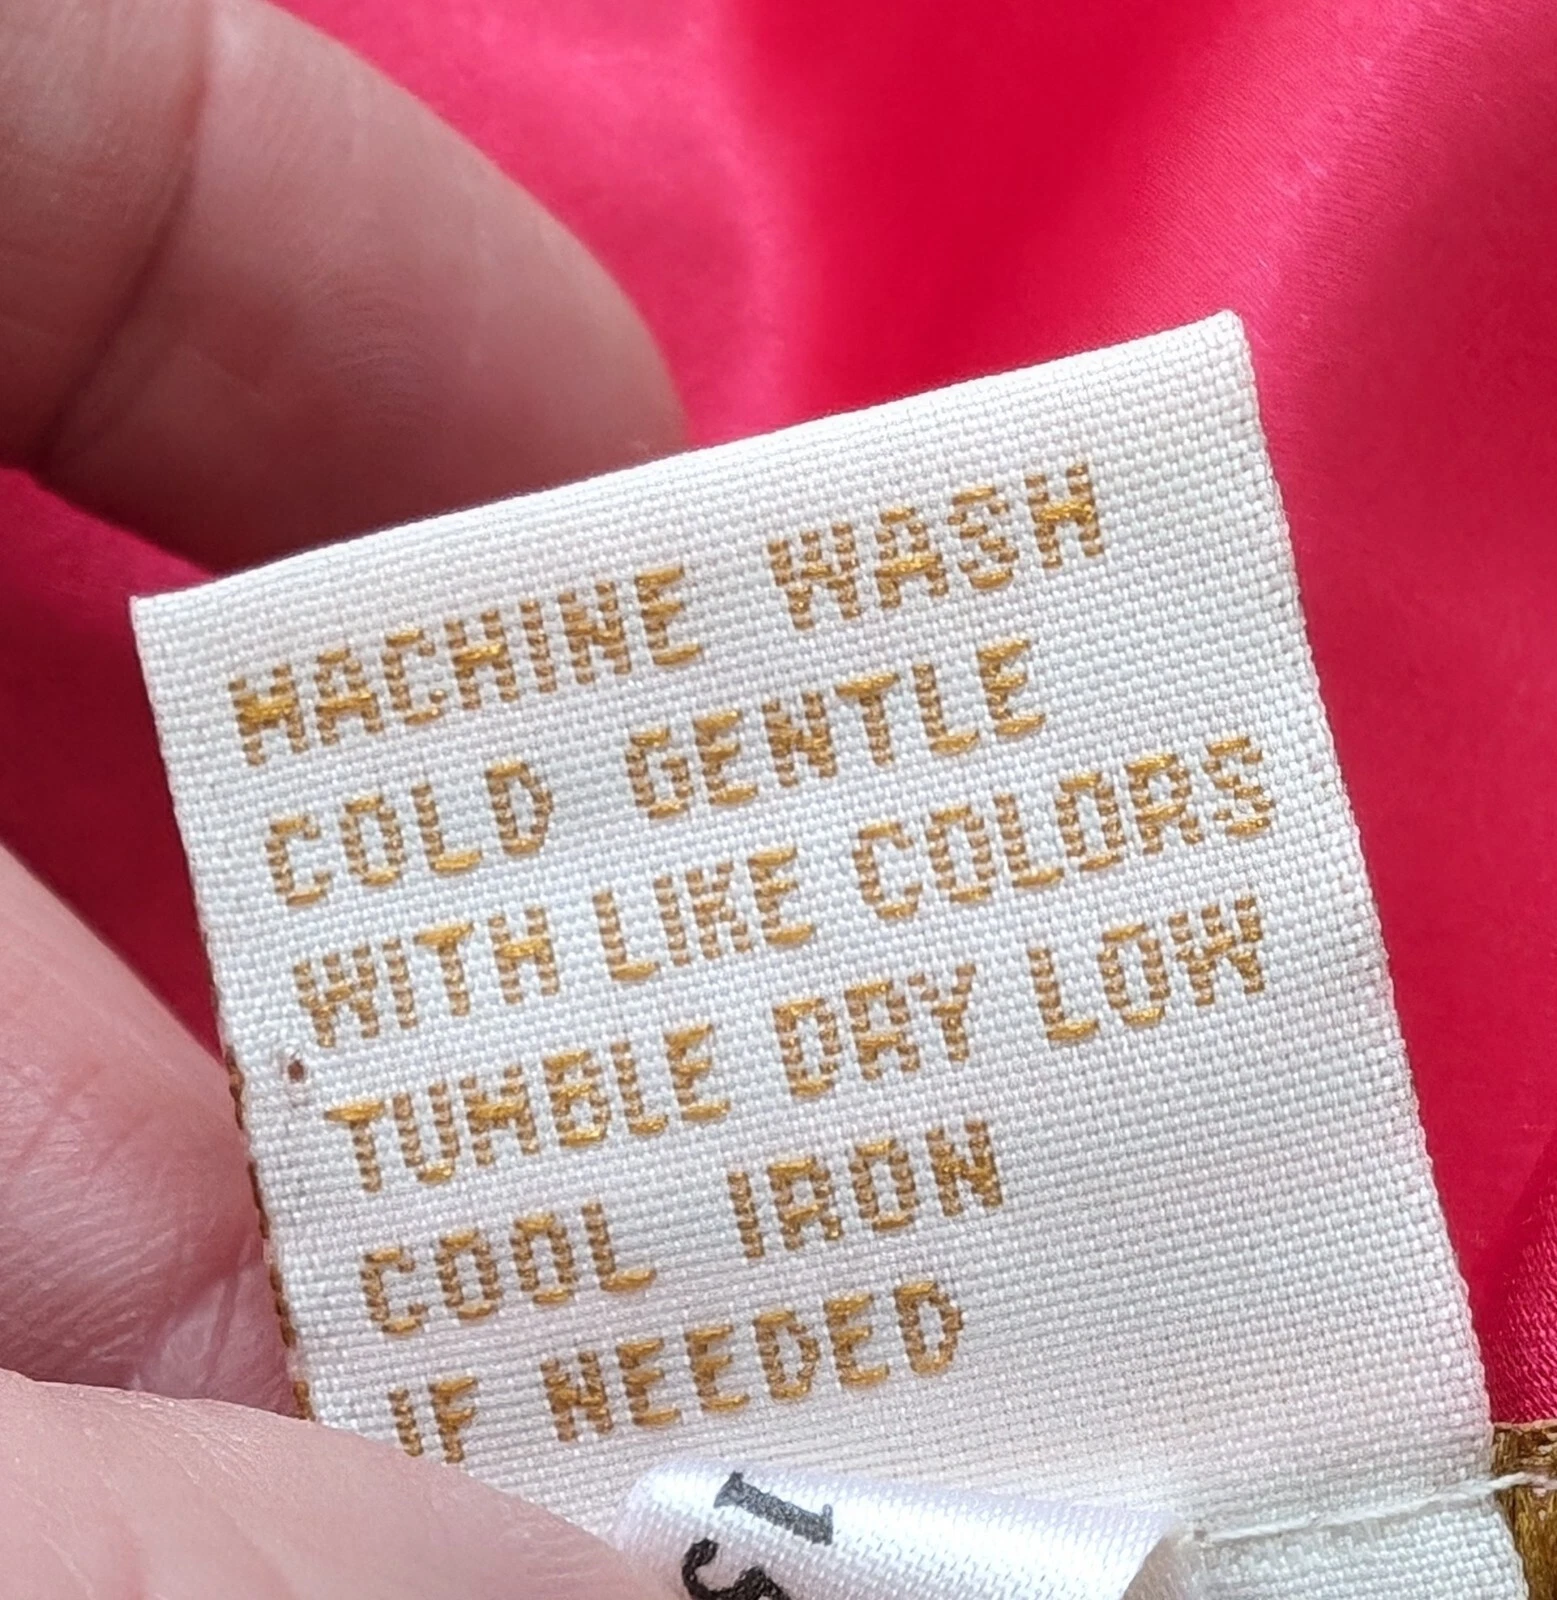 MACHINE WASH
COLD GENTLE
WITH LIKE COLORS
TUMBLE DRY LOW
COOL IRON
IF NEEDED